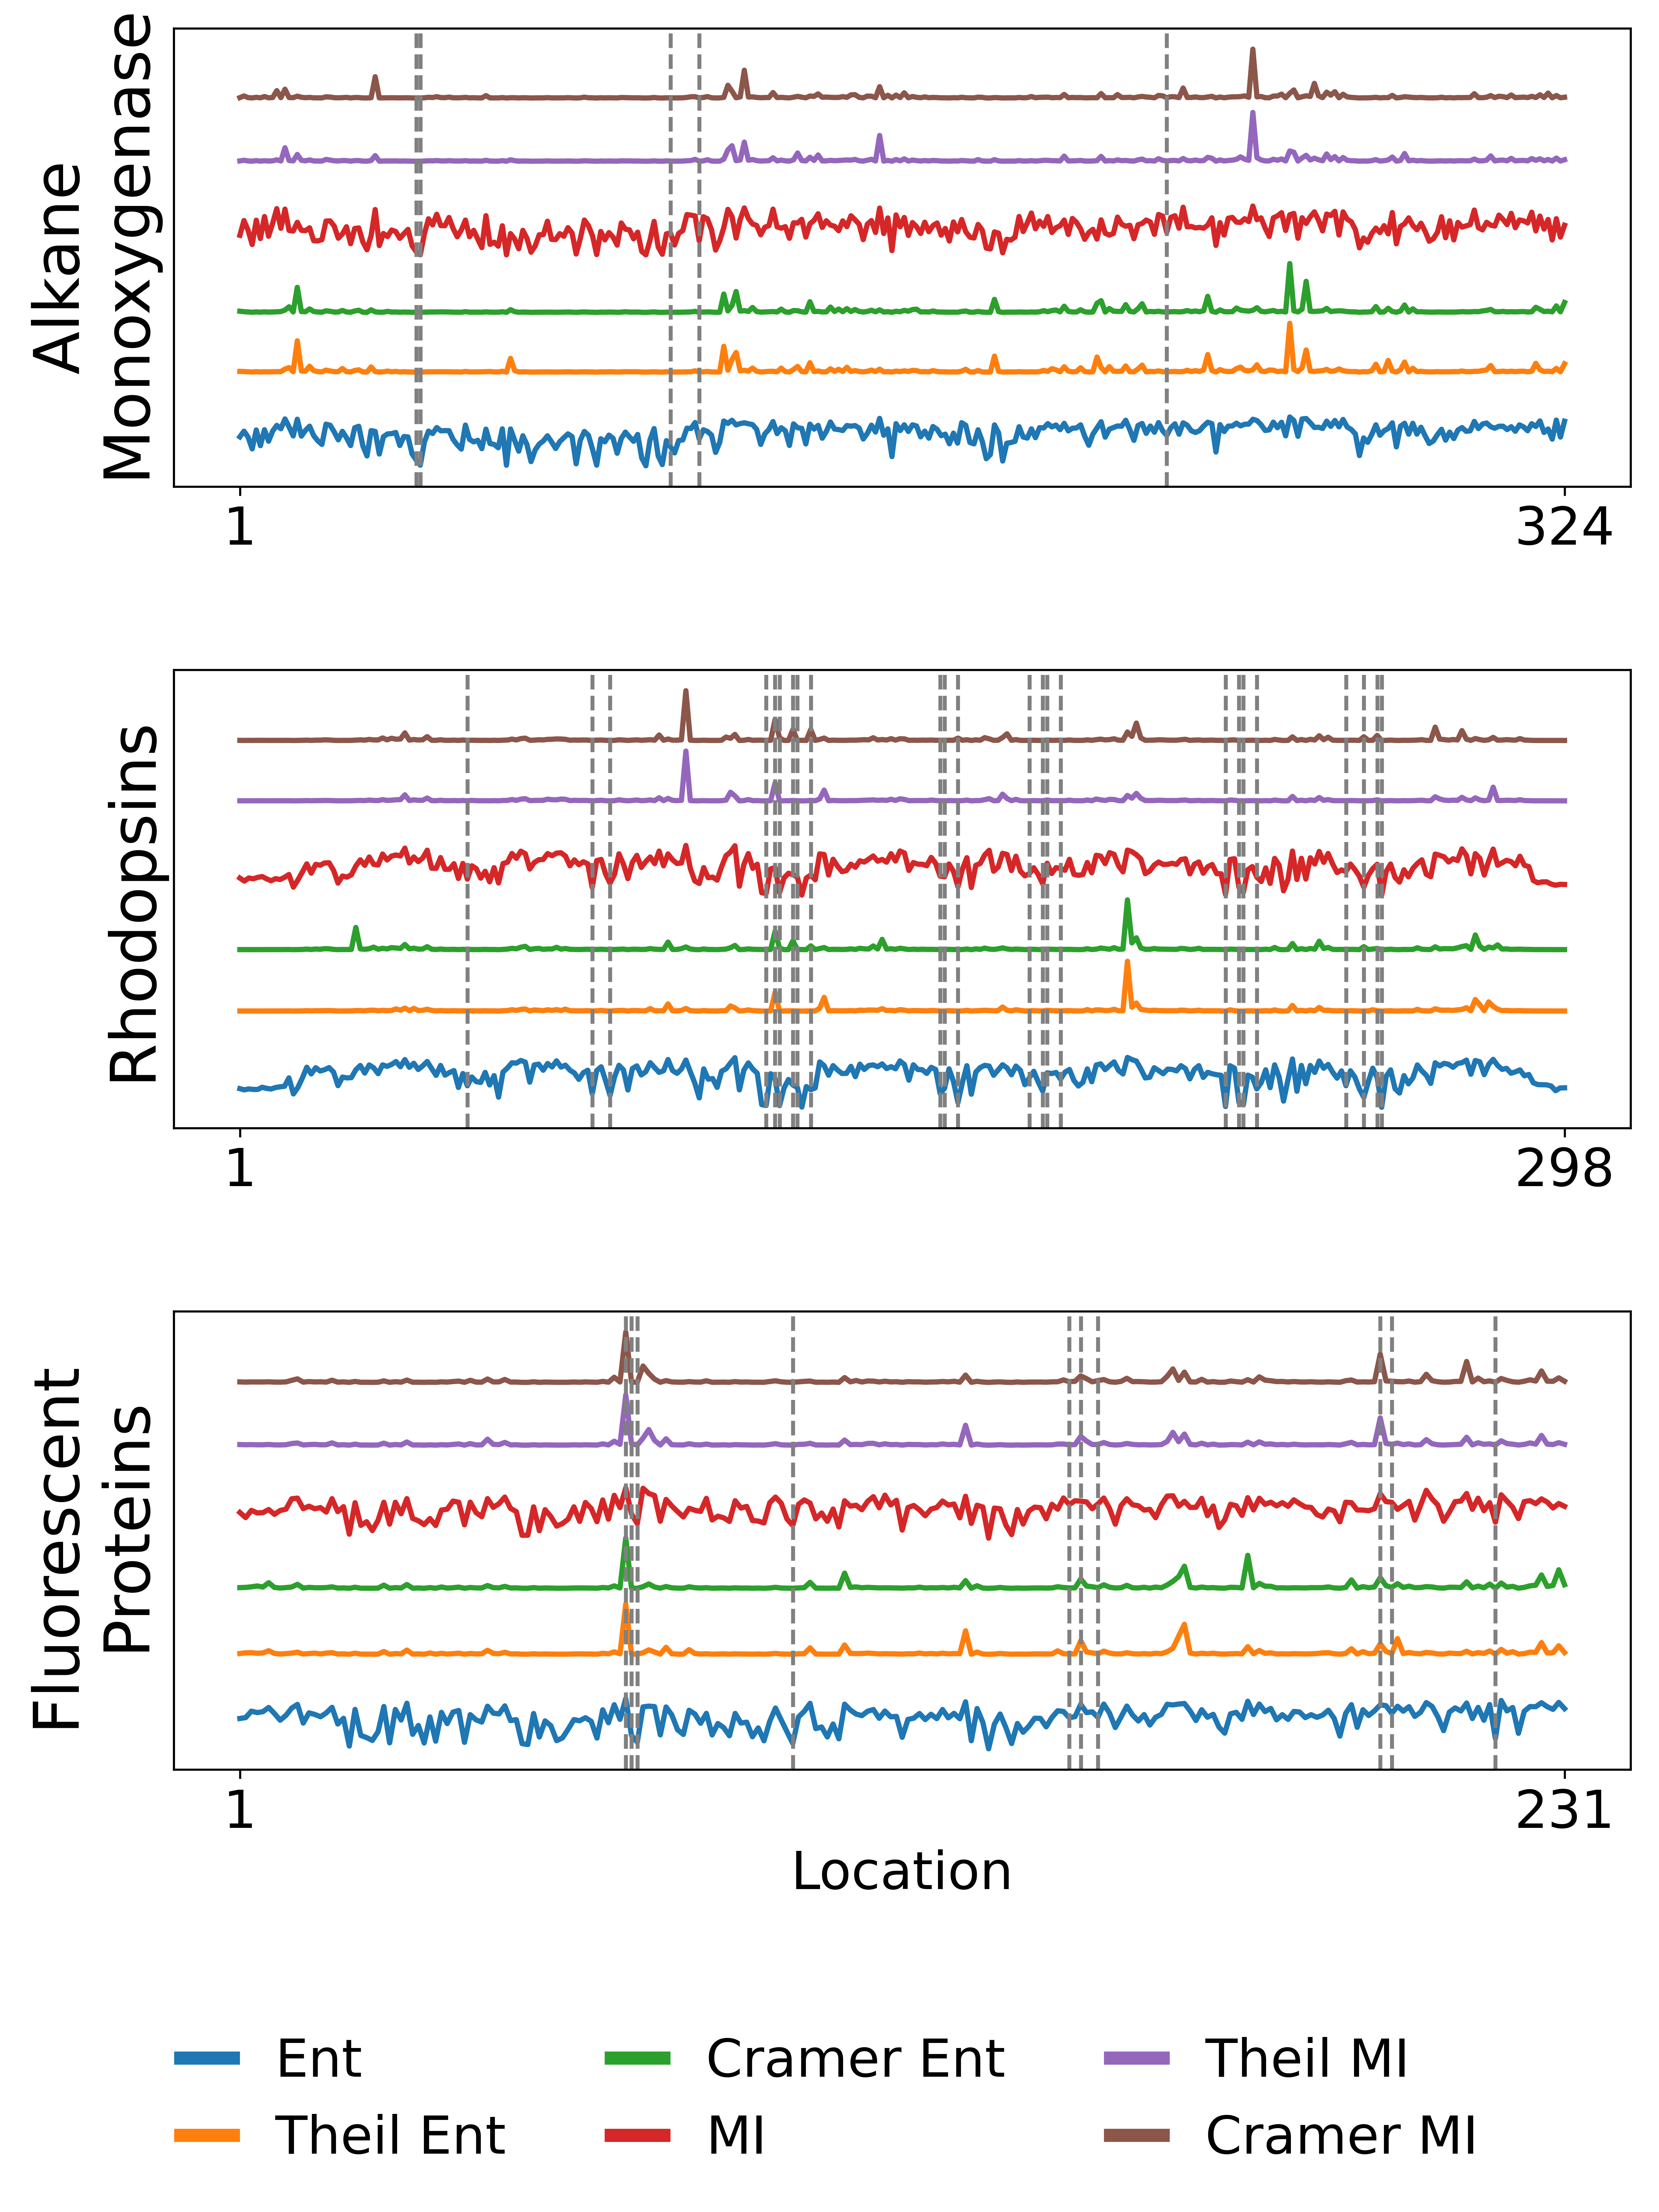 Alkane
Monoxygenase
1
324
Rhodopsins
1
298
Fluorescent
Proteins
1
231
Location
Ent
Cramer Ent
Theil MI
Theil Ent
MI
Cramer MI